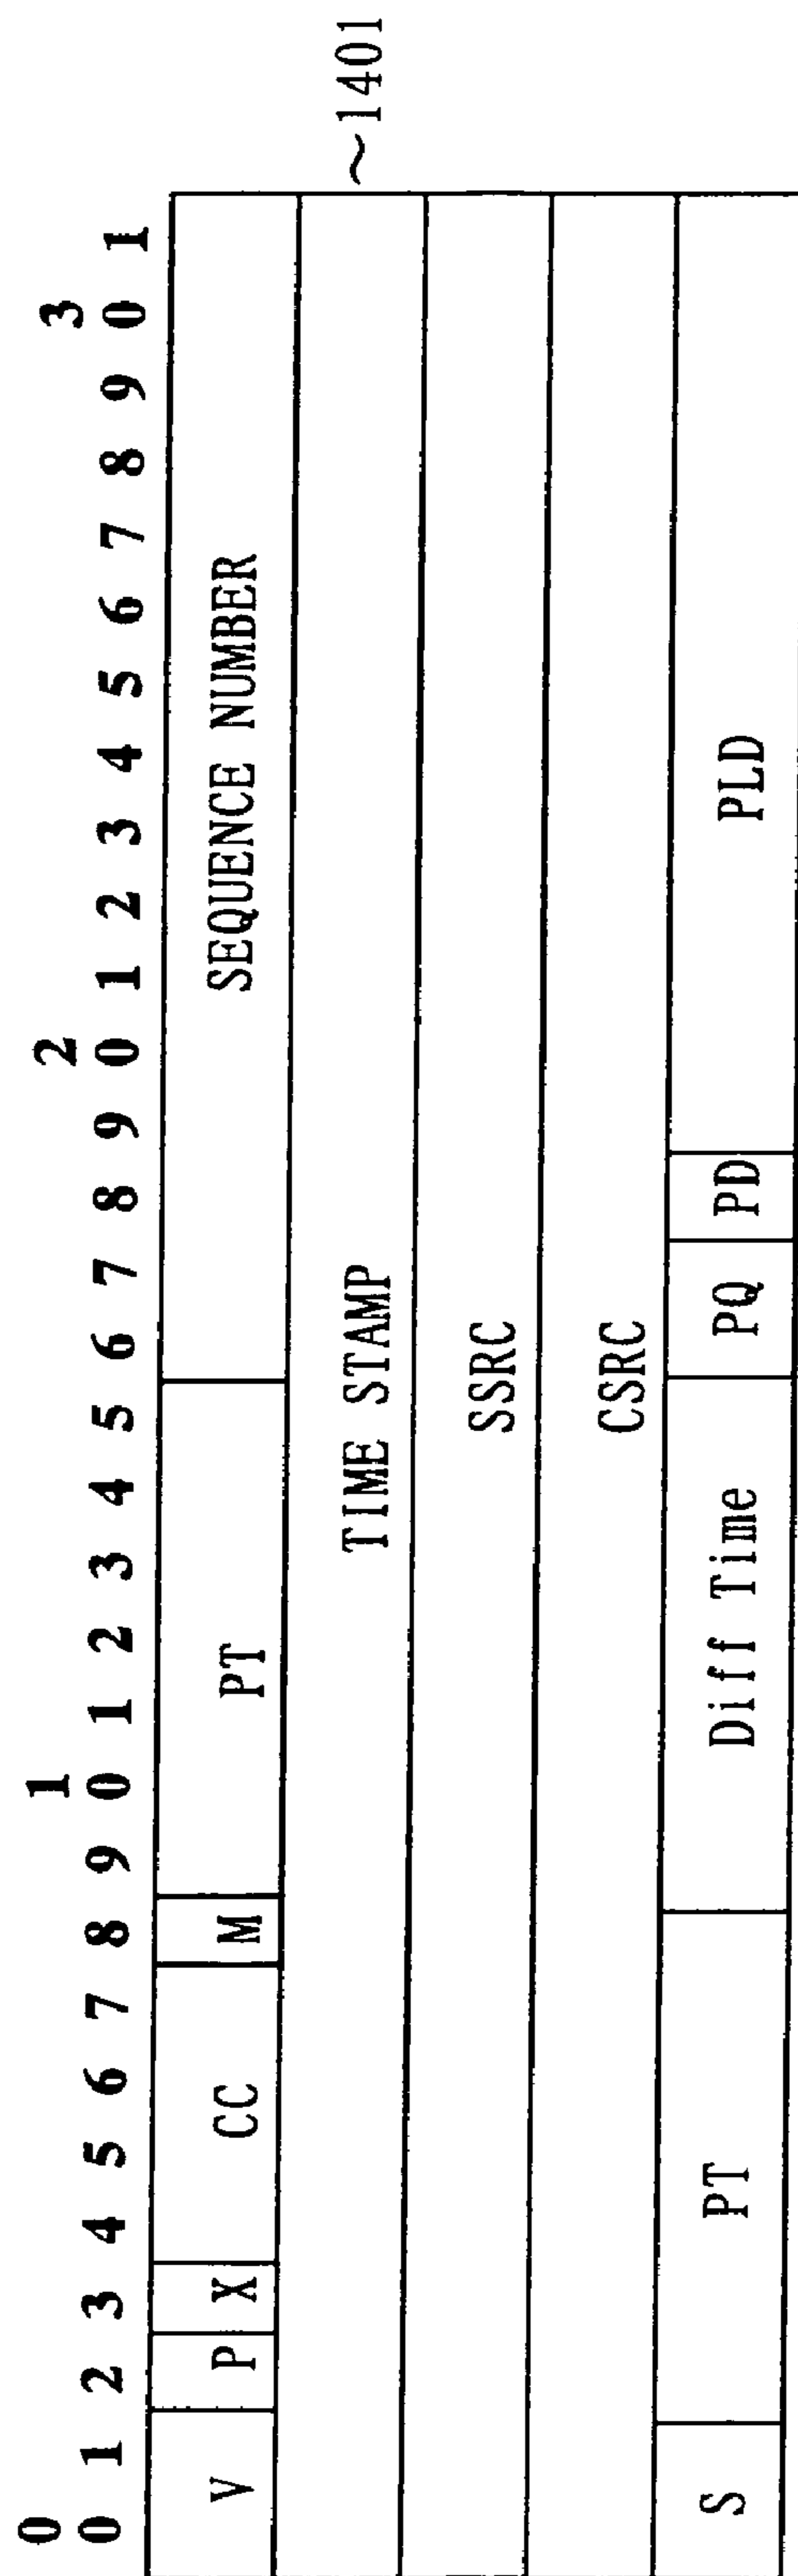 0 1 2 3
0 1 2 3 4 5 6 7 8 9 0 1 2 3 4 5 6 7 8 9 0 1 2 3 4 5 6 7 8 9 0 1
V P X CC M PT SEQUENCE NUMBER
TIME STAMP ~1401
SSRC
CSRC
S PT Diff Time PQ PD PLD